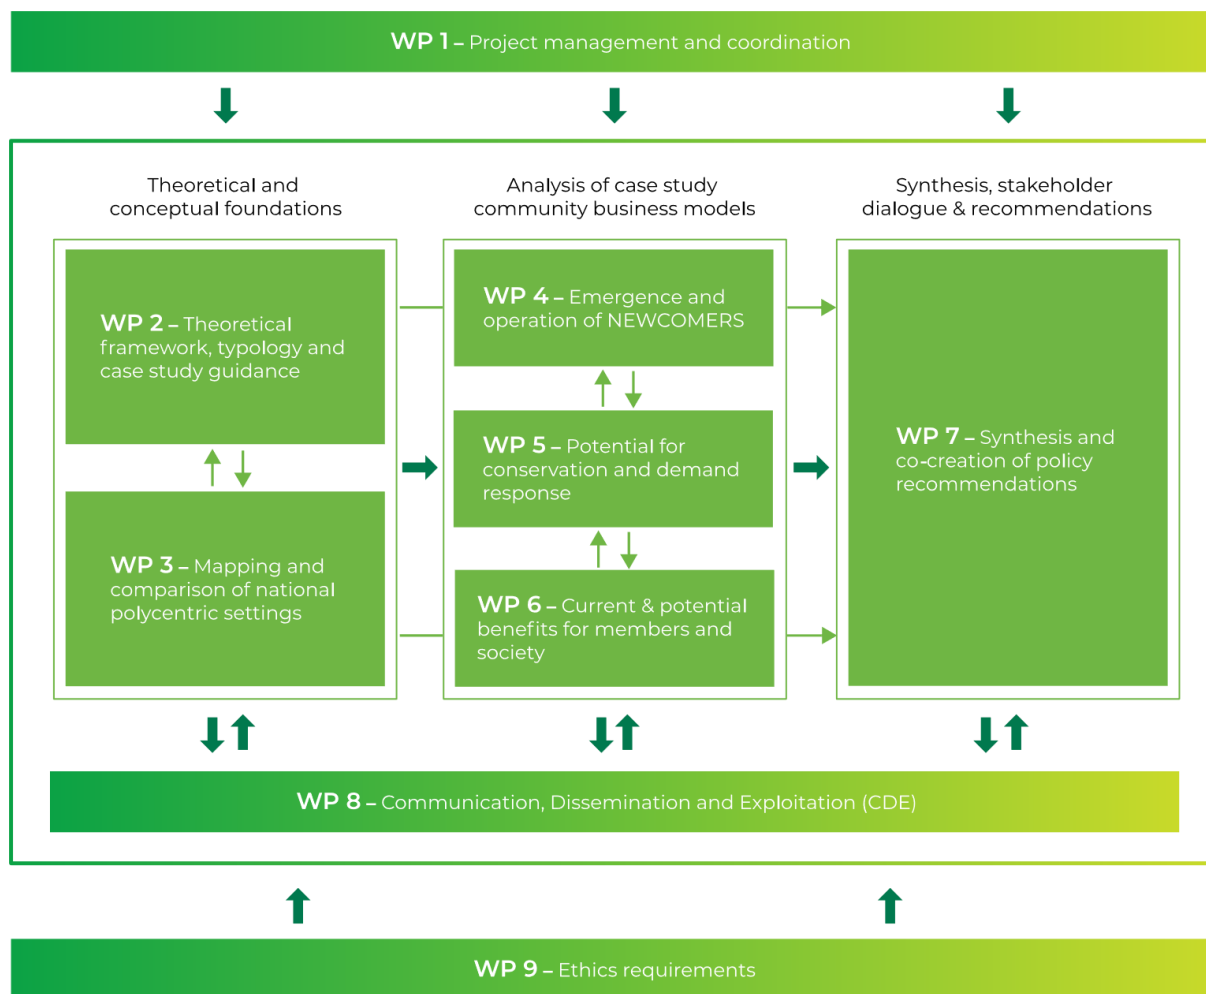 WP 1 – Project management and coordination
Theoretical and
conceptual foundations
Analysis of case study
community business models
Synthesis, stakeholder
dialogue & recommendations
WP 2 – Theoretical
framework, typology and
case study guidance
WP 3 – Mapping and
comparison of national
polycentric settings
WP 4 – Emergence and
operation of NEWCOMERS
WP 5 – Potential for
conservation and demand
response
WP 6 – Current & potential
benefits for members and
society
WP 7 – Synthesis and
co-creation of policy
recommendations
WP 8 – Communication, Dissemination and Exploitation (CDE)
WP 9 – Ethics requirements